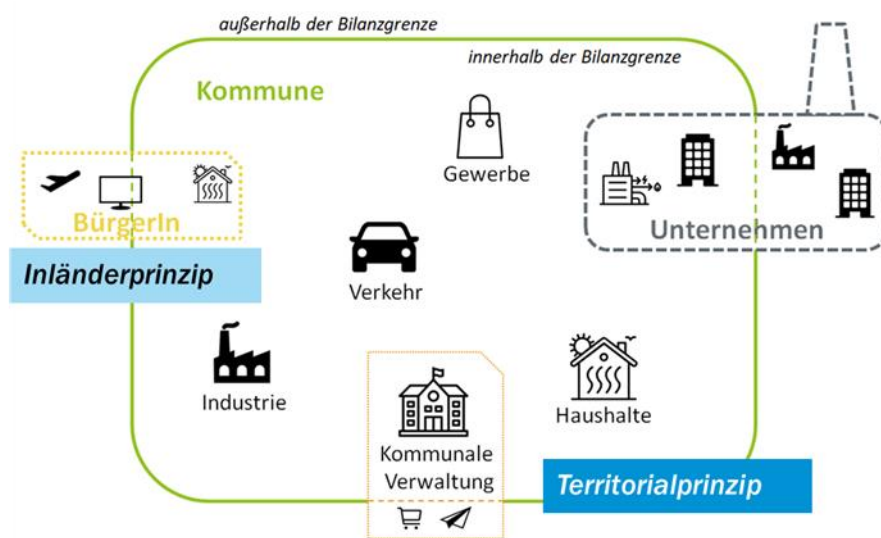 außerhalb der Bilanzgrenze
innerhalb der Bilanzgrenze
Kommune
Gewerbe
BürgerIn
Unternehmen
Inländerprinzip
Verkehr
Industrie
Haushalte
Kommunale
Verwaltung
Territorialprinzip